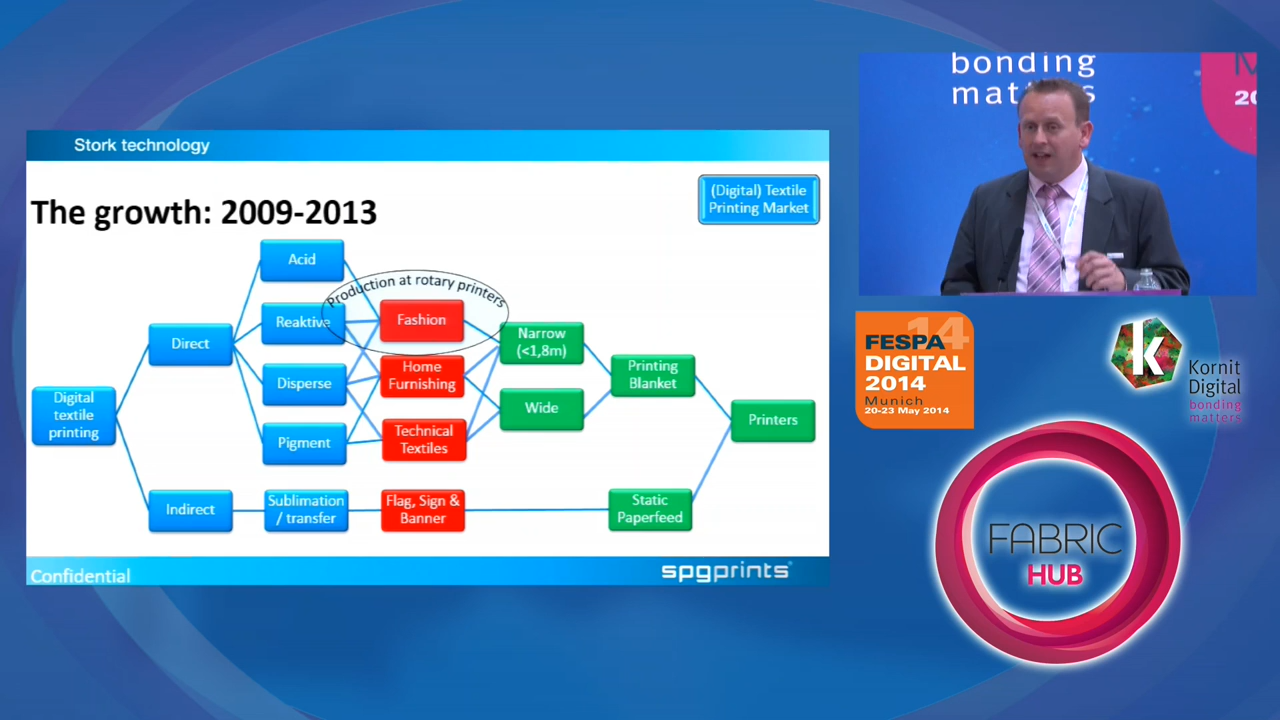 Stork technology
The growth: 2009-2013
(Digital) Textile
Printing Market
Acid
Production at rotary printers
Reaktive
Fashion
Narrow
(<1,8m)
Direct
Disperse
Home
Furnishing
Printing
Blanket
Digital
textile
printing
Wide
Printers
Pigment
Technical
Textiles
Indirect
Sublimation
/ transfer
Flag, Sign &
Banner
Static
Paperfeed
Confidential
spgprints®
bonding
matters
M
20
14
FESPA
DIGITAL
2014
Munich
20-23 May 2014
k
Kornit
Digital
bonding
matters
FABRIC
HUB